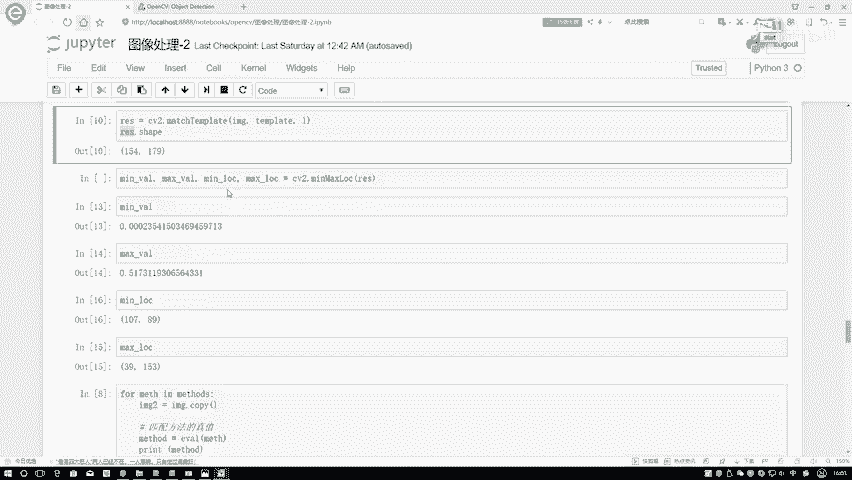 图像处理-2
OpenCV: Object Detection
http://localhost:8888/notebooks/opencv/图像处理/图像处理-2.ipynb
点此搜索
jupyter 图像处理-2 Last Checkpoint: Last Saturday at 12:42 AM (autosaved)
File Edit View Insert Cell Kernel Widgets Help
Trusted
Python 3
Code
In [10]: res = cv2.matchTemplate(img, template, 1)
res.shape
Out[10]: (154, 179)
In [ ]: min_val, max_val, min_loc, max_loc = cv2.minMaxLoc(res)
In [13]: min_val
Out[13]: 0.00023541503469459713
In [14]: max_val
Out[14]: 0.5173119306564331
In [16]: min_loc
Out[16]: (107, 89)
In [15]: max_loc
Out[15]: (39, 153)
In [8]: for meth in methods:
img2 = img.copy()
# 匹配方法的真值
method = eval(meth)
print (method)
150%